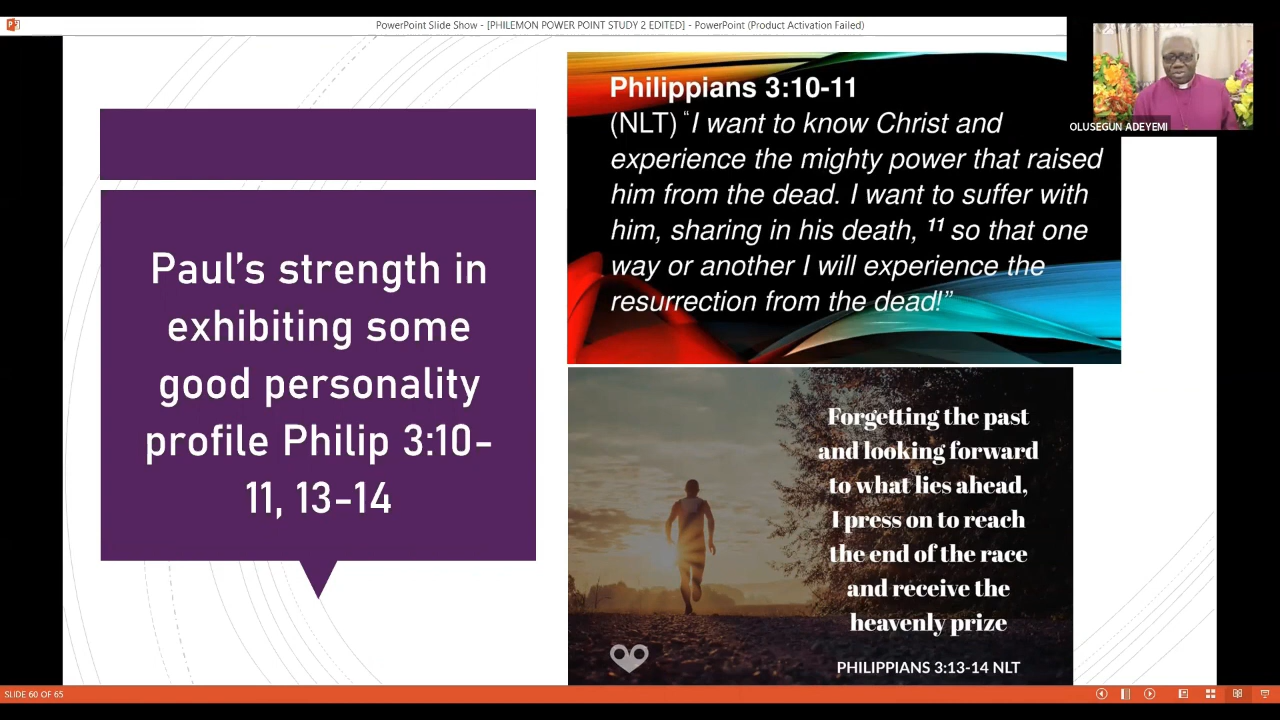 PowerPoint Slide Show - [PHILEMON POWER POINT STUDY 2 EDITED] - PowerPoint (Product Activation Failed)
OLUSEGUN ADEYEMI
Paul’s strength in
exhibiting some
good personality
profile Philip 3:10-
11, 13-14
Philippians 3:10-11
(NLT) “I want to know Christ and
experience the mighty power that raised
him from the dead. I want to suffer with
him, sharing in his death, 11 so that one
way or another I will experience the
resurrection from the dead!”
Forgetting the past
and looking forward
to what lies ahead,
I press on to reach
the end of the race
and receive the
heavenly prize
PHILIPPIANS 3:13-14 NLT
SLIDE 60 OF 65